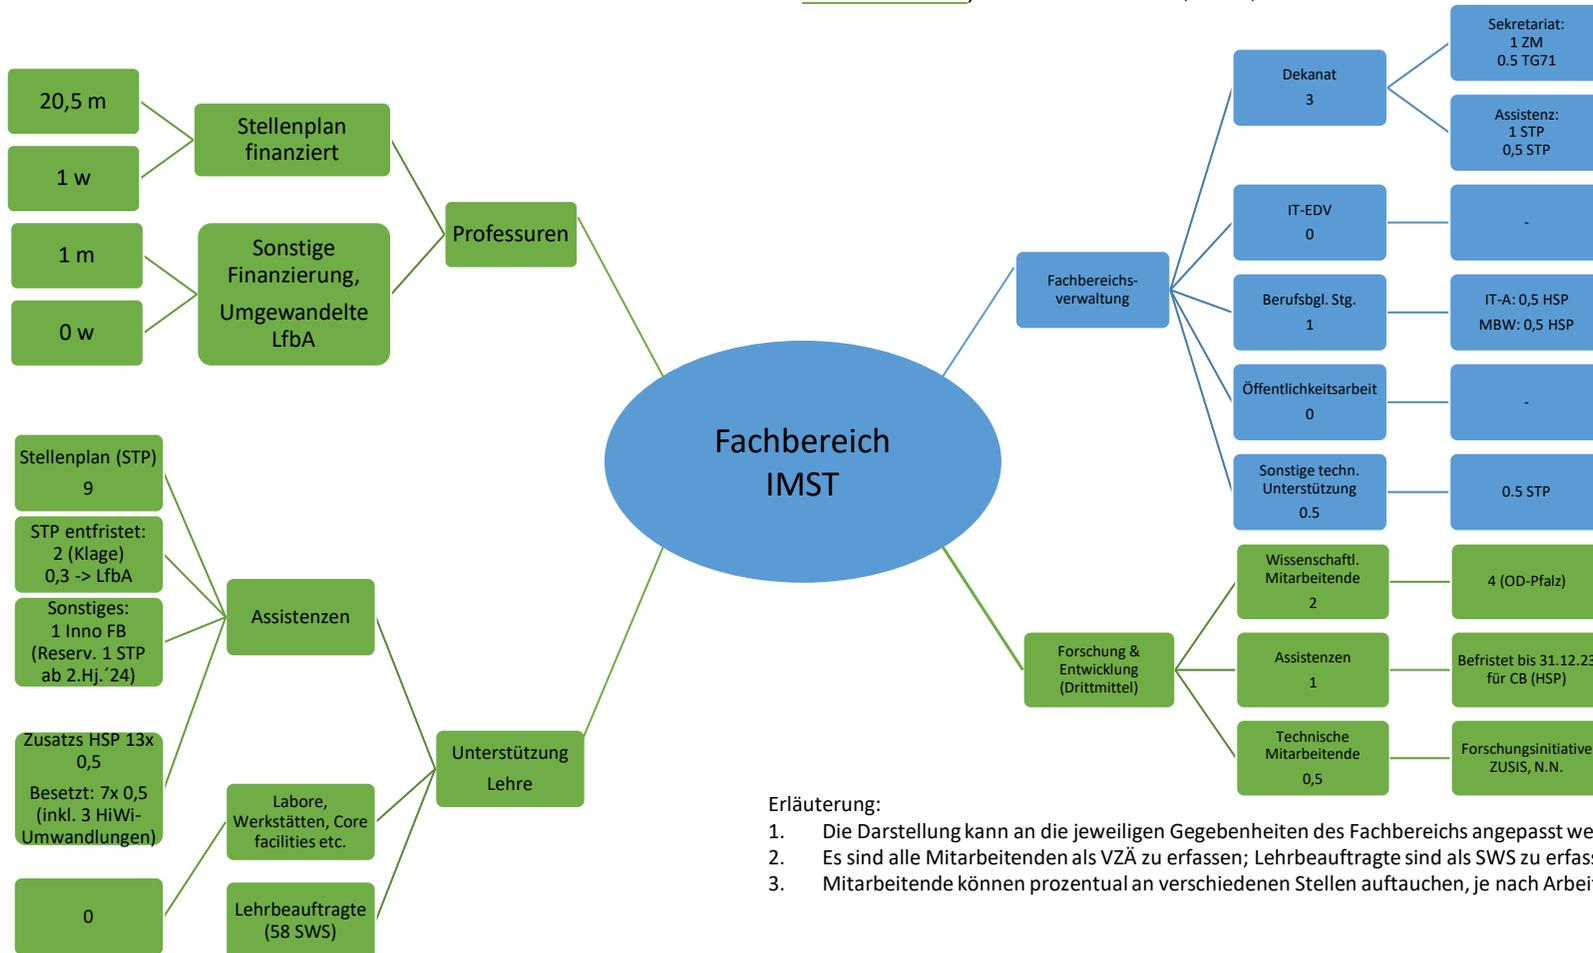 20,5 m
1 w
Stellenplan
finanziert
1 m
0 w
Sonstige
Finanzierung,
Umgewandelte
LfbA
Professuren
Fachbereich
IMST
Stellenplan (STP)
9
STP entfristet:
2 (Klage)
0,3 -> LfbA
Sonstiges:
1 Inno FB
(Reserv. 1 STP
ab 2.Hj.´24)
Zusatzs HSP 13x
0,5
Besetzt: 7x 0,5
(inkl. 3 HiWi-
Umwandlungen)
0
Assistenzen
Labore,
Werkstätten, Core
facilities etc.
Lehrbeauftragte
(58 SWS)
Unterstützung
Lehre
Fachbereichs-
verwaltung
Dekanat
3
Sekretariat:
1 ZM
0.5 TG71
Assistenz:
1 STP
0,5 STP
IT-EDV
0
-
Berufsbgl. Stg.
1
IT-A: 0,5 HSP
MBW: 0,5 HSP
Öffentlichkeitsarbeit
0
-
Sonstige techn.
Unterstützung
0.5
0.5 STP
Forschung &
Entwicklung
(Drittmittel)
Wissenschaftl.
Mitarbeitende
2
4 (OD-Pfalz)
Assistenzen
1
Befristet bis 31.12.23
für CB (HSP)
Technische
Mitarbeitende
0,5
Forschungsinitiative
ZUSIS, N.N.
Erläuterung:
1. Die Darstellung kann an die jeweiligen Gegebenheiten des Fachbereichs angepasst we
2. Es sind alle Mitarbeitenden als VZÄ zu erfassen; Lehrbeauftragte sind als SWS zu erfas
3. Mitarbeitende können prozentual an verschiedenen Stellen auftauchen, je nach Arbei